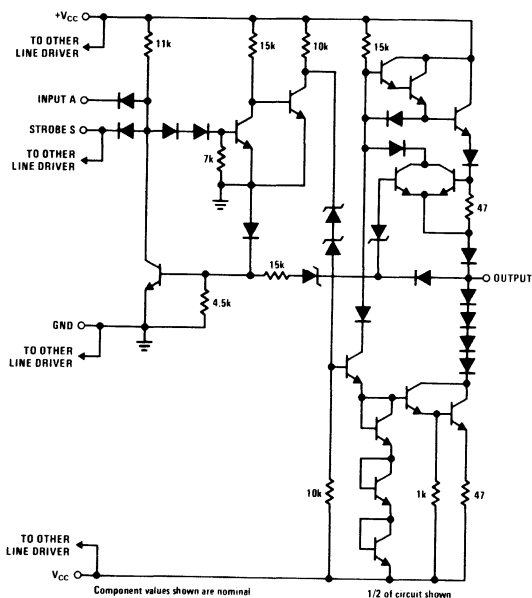 +VCC
TO OTHER
LINE DRIVER
11k
15k
10k
15k
INPUT A
STROBE S
TO OTHER
LINE DRIVER
7k
47
15k
OUTPUT
4.5k
GND
TO OTHER
LINE DRIVER
10k
1k
47
TO OTHER
LINE DRIVER
VCC
Component values shown are nominal
1/2 of circuit shown